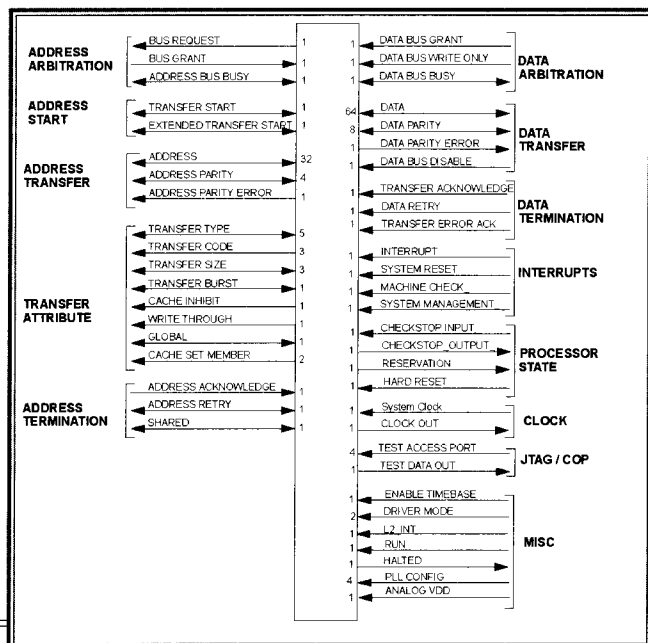 ADDRESS
ARBITRATION
BUS REQUEST 1
BUS GRANT 1
ADDRESS BUS BUSY 1
ADDRESS
START
TRANSFER START 1
EXTENDED TRANSFER START 1
ADDRESS
TRANSFER
ADDRESS 32
ADDRESS PARITY 4
ADDRESS PARITY ERROR 1
TRANSFER
ATTRIBUTE
TRANSFER TYPE 5
TRANSFER CODE 3
TRANSFER SIZE 3
TRANSFER BURST 1
CACHE INHIBIT 1
WRITE THROUGH 1
GLOBAL 1
CACHE SET MEMBER 2
ADDRESS
TERMINATION
ADDRESS ACKNOWLEDGE 1
ADDRESS RETRY 1
SHARED 1
1 DATA BUS GRANT
1 DATA BUS WRITE ONLY
1 DATA BUS BUSY
DATA
ARBITRATION
64 DATA
8 DATA PARITY
1 DATA PARITY ERROR
1 DATA BUS DISABLE
DATA
TRANSFER
1 TRANSFER ACKNOWLEDGE
1 DATA RETRY
1 TRANSFER ERROR ACK
DATA
TERMINATION
1 INTERRUPT
1 SYSTEM RESET
1 MACHINE CHECK
1 SYSTEM MANAGEMENT
INTERRUPTS
1 CHECKSTOP INPUT
1 CHECKSTOP_OUTPUT
1 RESERVATION
1 HARD RESET
PROCESSOR
STATE
1 System Clock
1 CLOCK OUT
CLOCK
4 TEST ACCESS PORT
1 TEST DATA OUT
JTAG / COP
1 ENABLE TIMEBASE
2 DRIVER MODE
1 L2_INT
1 RUN
1 HALTED
4 PLL CONFIG
1 ANALOG VDD
MISC